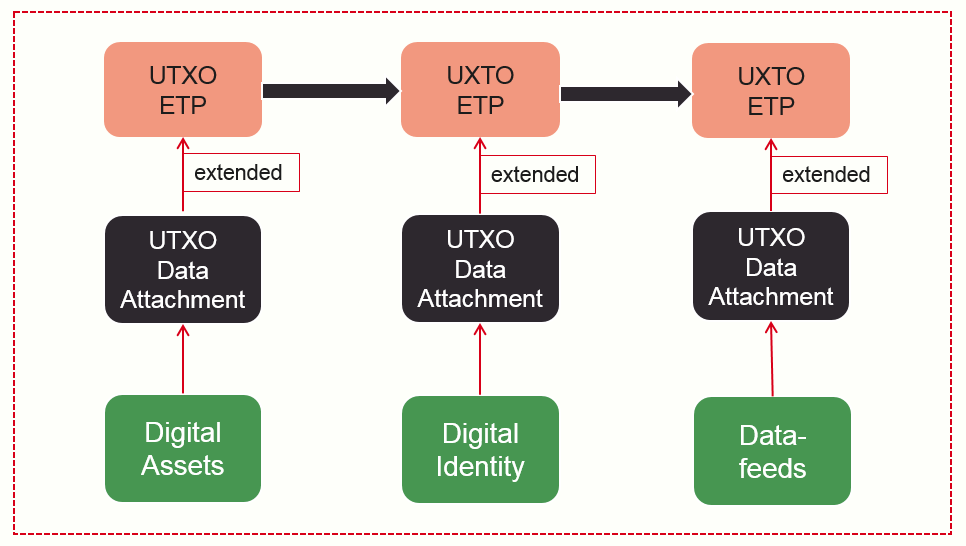 UTXO
ETP
UXTO
ETP
UXTO
ETP
extended
extended
extended
UTXO
Data
Attachment
UTXO
Data
Attachment
UTXO
Data
Attachment
Digital
Assets
Digital
Identity
Data-
feeds